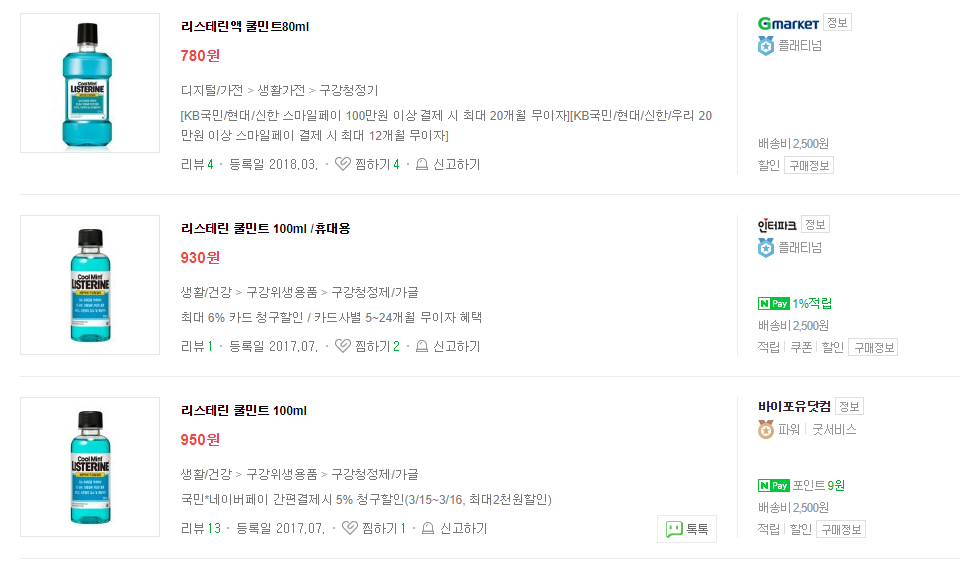 리스테린액 쿨민트80ml
780원
디지털/가전 > 생활가전 > 구강청정기
[KB국민/현대/신한 스마일페이 100만원 이상 결제 시 최대 20개월 무이자][KB국민/현대/신한/우리 20
만원 이상 스마일페이 결제 시 최대 12개월 무이자]
리뷰 4 · 등록일 2018.03. · 찜하기 4 · 신고하기
Gmarket 정보
플래티넘
배송비 2,500원
할인 구매정보
Cool Mint
LISTERINE
리스테린 쿨민트 100ml /휴대용
930원
생활/건강 > 구강위생용품 > 구강청정제/가글
최대 6% 카드 청구할인 / 카드사별 5~24개월 무이자 혜택
리뷰 1 · 등록일 2017.07. · 찜하기 2 · 신고하기
인터파크 정보
플래티넘
N Pay 1%적립
배송비 2,500원
적립 | 쿠폰 | 할인 구매정보
Cool Mint
LISTERINE
리스테린 쿨민트 100ml
950원
생활/건강 > 구강위생용품 > 구강청정제/가글
국민*네이버페이 간편결제시 5% 청구할인(3/15~3/16, 최대2천원할인)
리뷰 13 · 등록일 2017.07. · 찜하기 1 · 신고하기
톡톡
바이포유닷컴 정보
파워 | 굿서비스
N Pay 포인트 9원
배송비 2,500원
적립 | 할인 구매정보
Cool Mint
LISTERINE